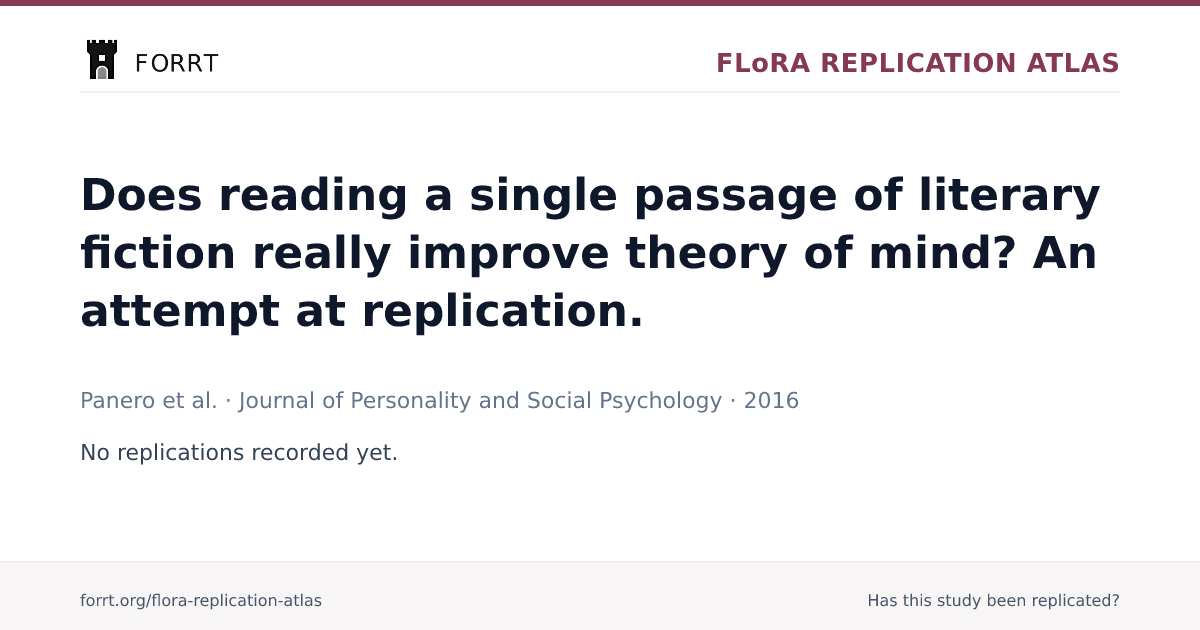 FORRT
FLoRA REPLICATION ATLAS
Does reading a single passage of literary
fiction really improve theory of mind? An
attempt at replication.
Panero et al. · Journal of Personality and Social Psychology · 2016
No replications recorded yet.
forrt.org/flora-replication-atlas
Has this study been replicated?